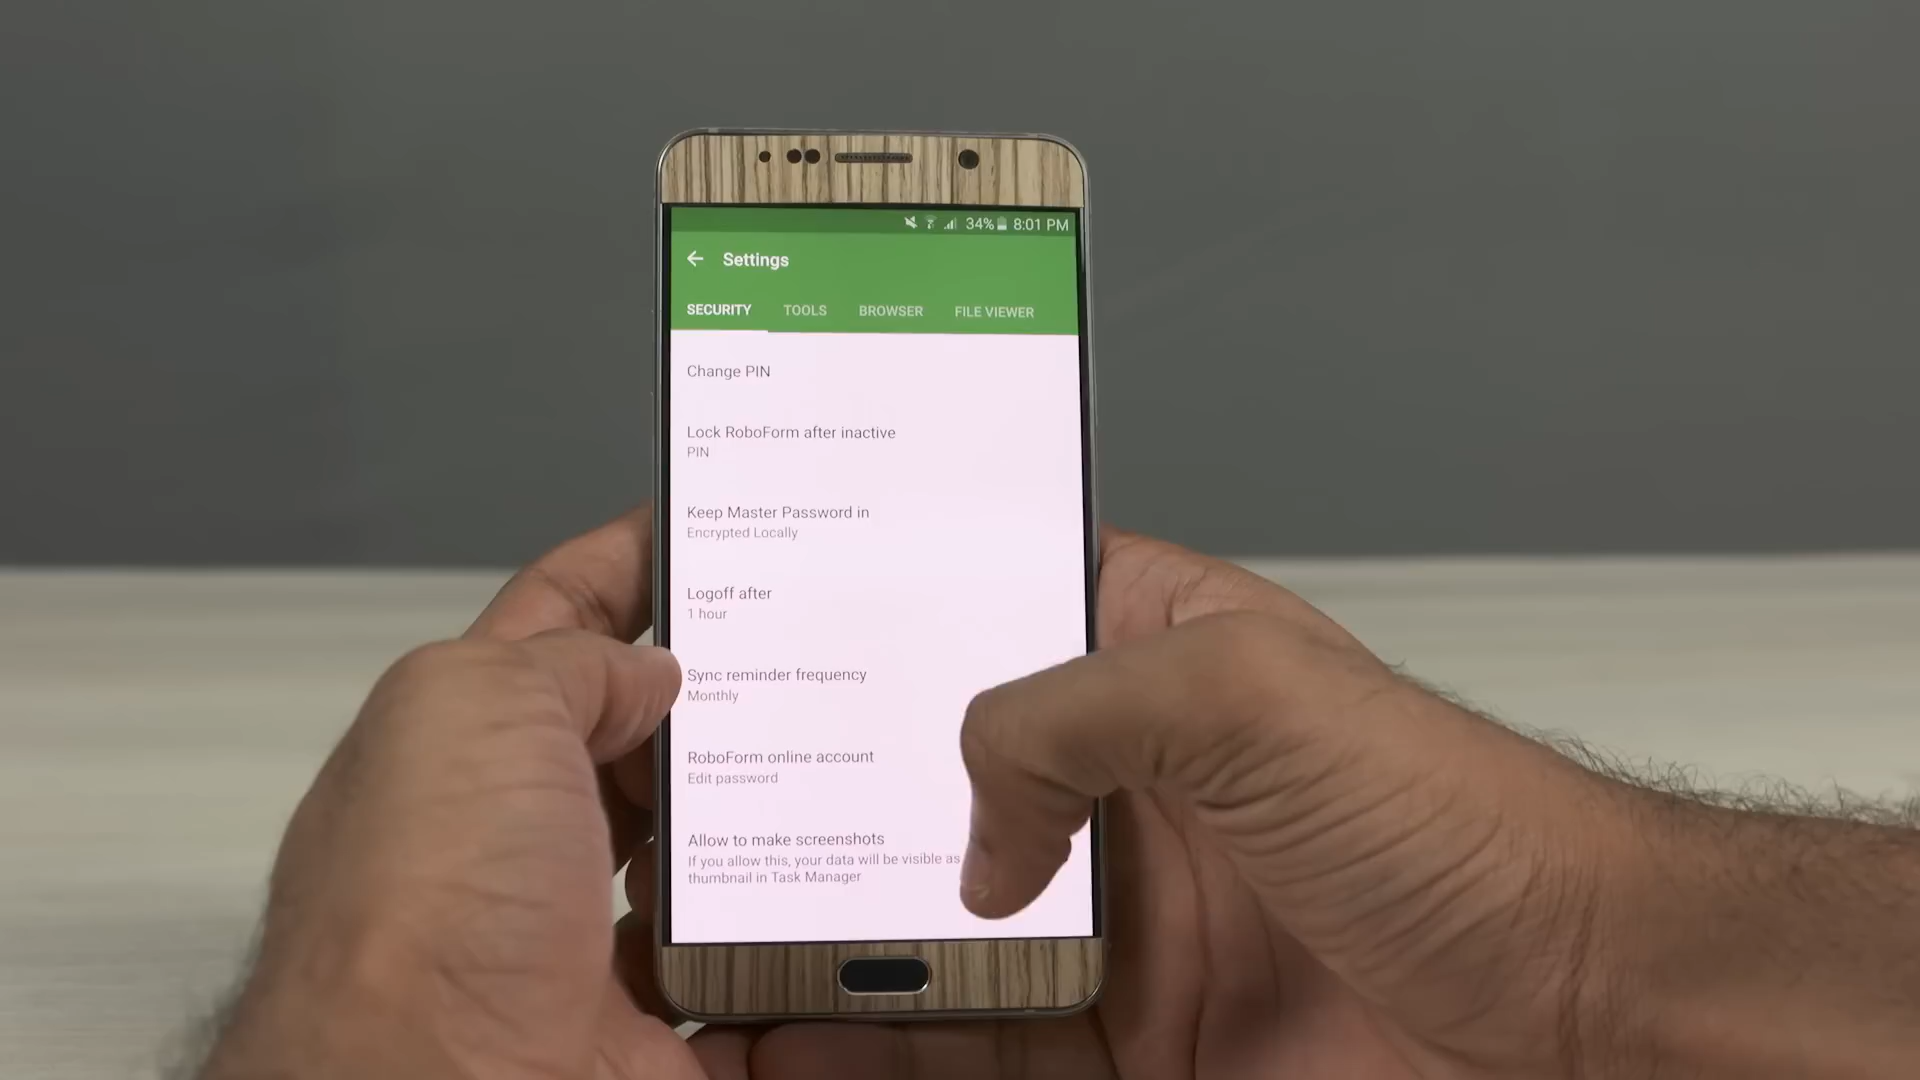 34% 8:01 PM
Settings
SECURITY TOOLS BROWSER FILE VIEWER
Change PIN
Lock RoboForm after inactive
PIN
Keep Master Password in
Encrypted Locally
Logoff after
1 hour
Sync reminder frequency
Monthly
RoboForm online account
Edit password
Allow to make screenshots
If you allow this, your data will be visible as
thumbnail in Task Manager